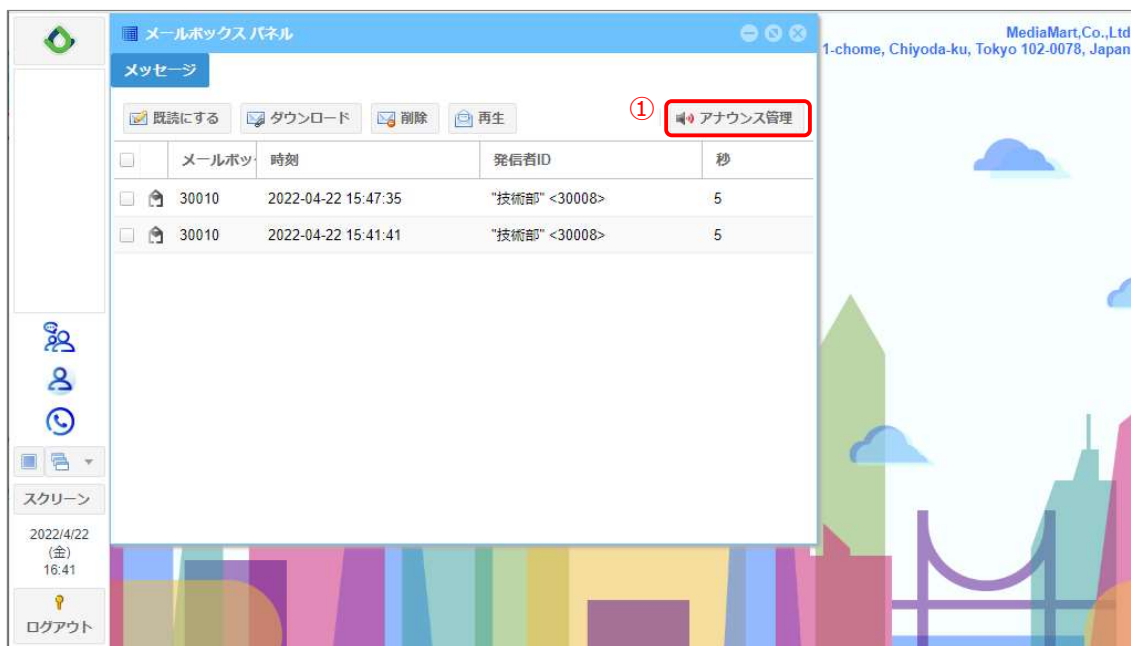 メールボックス パネル
MediaMart,Co.,Ltd
1-chome, Chiyoda-ku, Tokyo 102-0078, Japan
メッセージ
既読にする ダウンロード 削除 再生 ① アナウンス管理
メールボッ 時刻 発信者ID 秒
30010 2022-04-22 15:47:35 "技術部" <30008> 5
30010 2022-04-22 15:41:41 "技術部" <30008> 5
スクリーン
2022/4/22
(金)
16:41
ログアウト